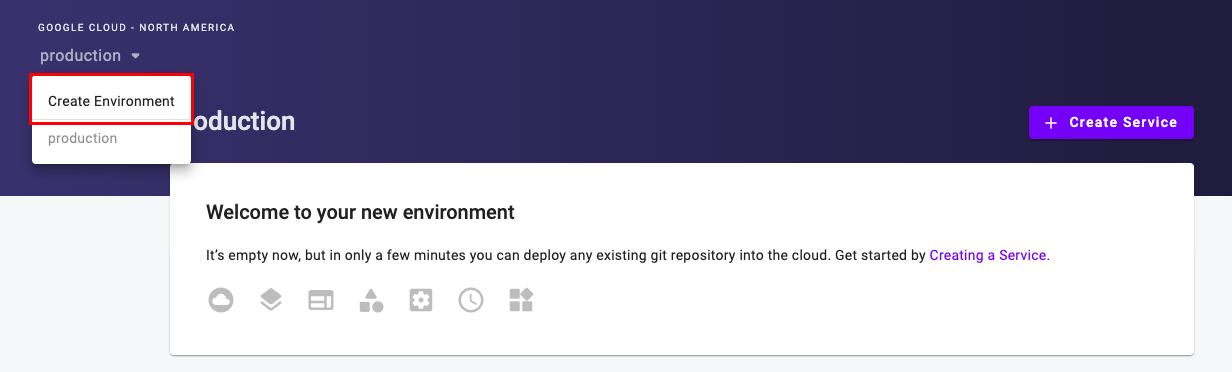 GOOGLE CLOUD - NORTH AMERICA
production
Create Environment
production
oduction
+ Create Service
Welcome to your new environment
It's empty now, but in only a few minutes you can deploy any existing git repository into the cloud. Get started by Creating a Service.